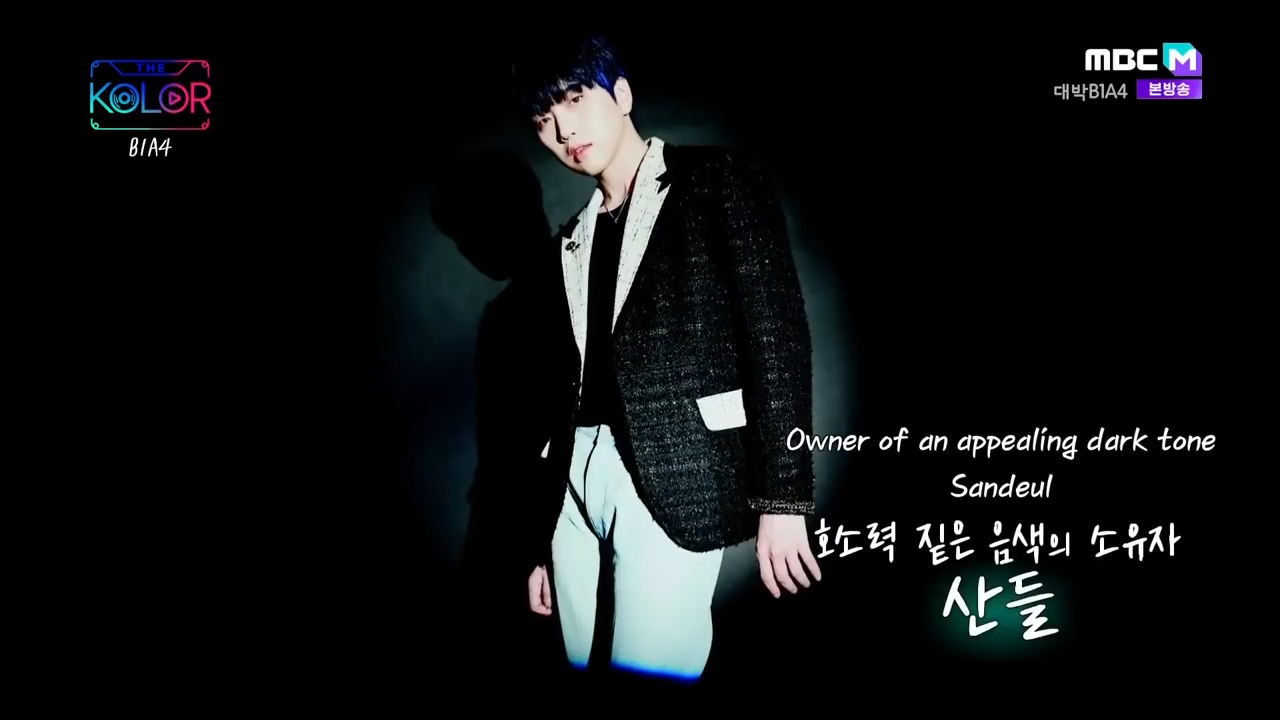 THE
KOLOR
B1A4
MBC M
대박B1A4 본방송
Owner of an appealing dark tone
Sandeul
호소력 짙은 음색의 소유자
산들